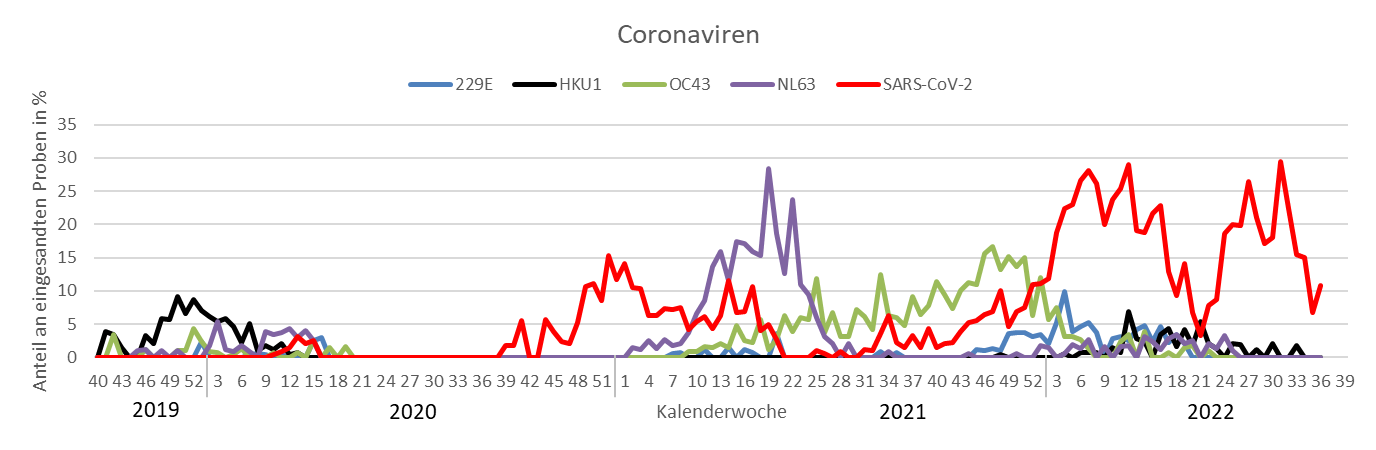 Coronaviren
229E HKU1 OC43 NL63 SARS-CoV-2
Anteil an eingesandten Proben in %
35
30
25
20
15
10
5
0
40 43 46 49 52 3 6 9 12 15 18 21 24 27 30 33 36 39 42 45 48 51 1 4 7 10 13 16 19 22 25 28 31 34 37 40 43 46 49 52 3 6 9 12 15 18 21 24 27 30 33 36 39
2019 2020 Kalenderwoche 2021 2022